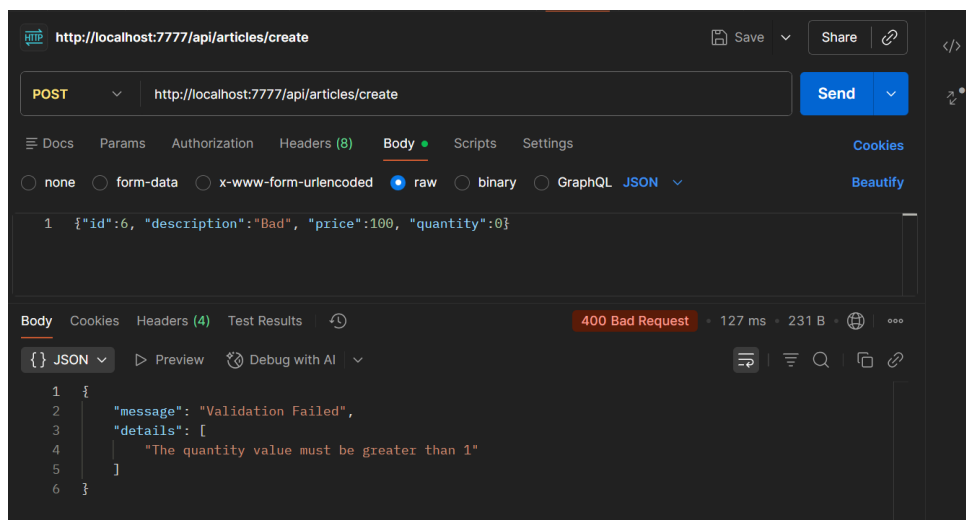 HTTP http://localhost:7777/api/articles/create Save Share
POST http://localhost:7777/api/articles/create Send
Docs Params Authorization Headers (8) Body Scripts Settings Cookies
none form-data x-www-form-urlencoded raw binary GraphQL JSON Beautify
1 {"id":6, "description":"Bad", "price":100, "quantity":0}
Body Cookies Headers (4) Test Results 400 Bad Request 127 ms 231 B
{} JSON Preview Debug with AI
1 {
2 "message": "Validation Failed",
3 "details": [
4 "The quantity value must be greater than 1"
5 ]
6 }